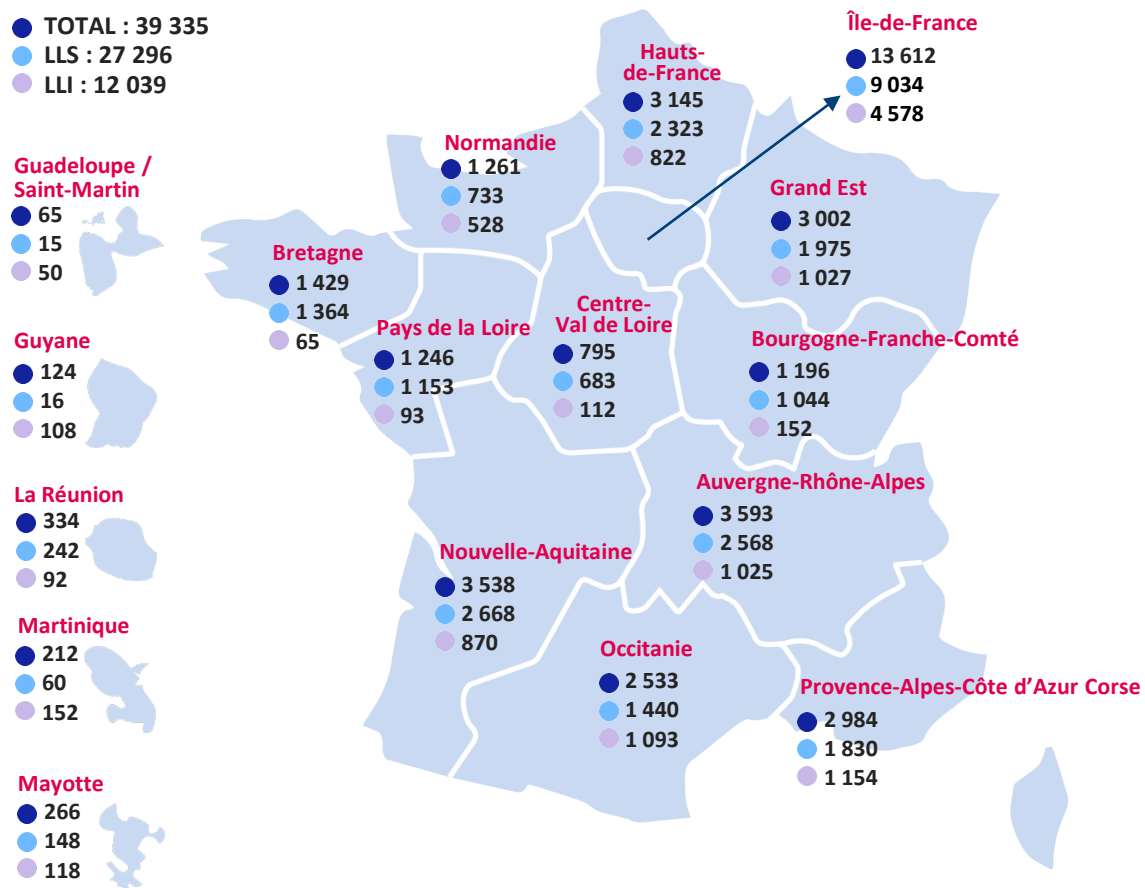 TOTAL : 39 335
LLS : 27 296
LLI : 12 039
Île-de-France
13 612
9 034
4 578
Hauts-
de-France
3 145
2 323
822
Normandie
1 261
733
528
Guadeloupe /
Saint-Martin
65
15
50
Grand Est
3 002
1 975
1 027
Bretagne
1 429
1 364
65
Pays de la Loire
1 246
1 153
93
Centre-
Val de Loire
795
683
112
Bourgogne-Franche-Comté
1 196
1 044
152
Guyane
124
16
108
La Réunion
334
242
92
Auvergne-Rhône-Alpes
3 593
2 568
1 025
Nouvelle-Aquitaine
3 538
2 668
870
Martinique
212
60
152
Occitanie
2 533
1 440
1 093
Provence-Alpes-Côte d’Azur Corse
2 984
1 830
1 154
Mayotte
266
148
118